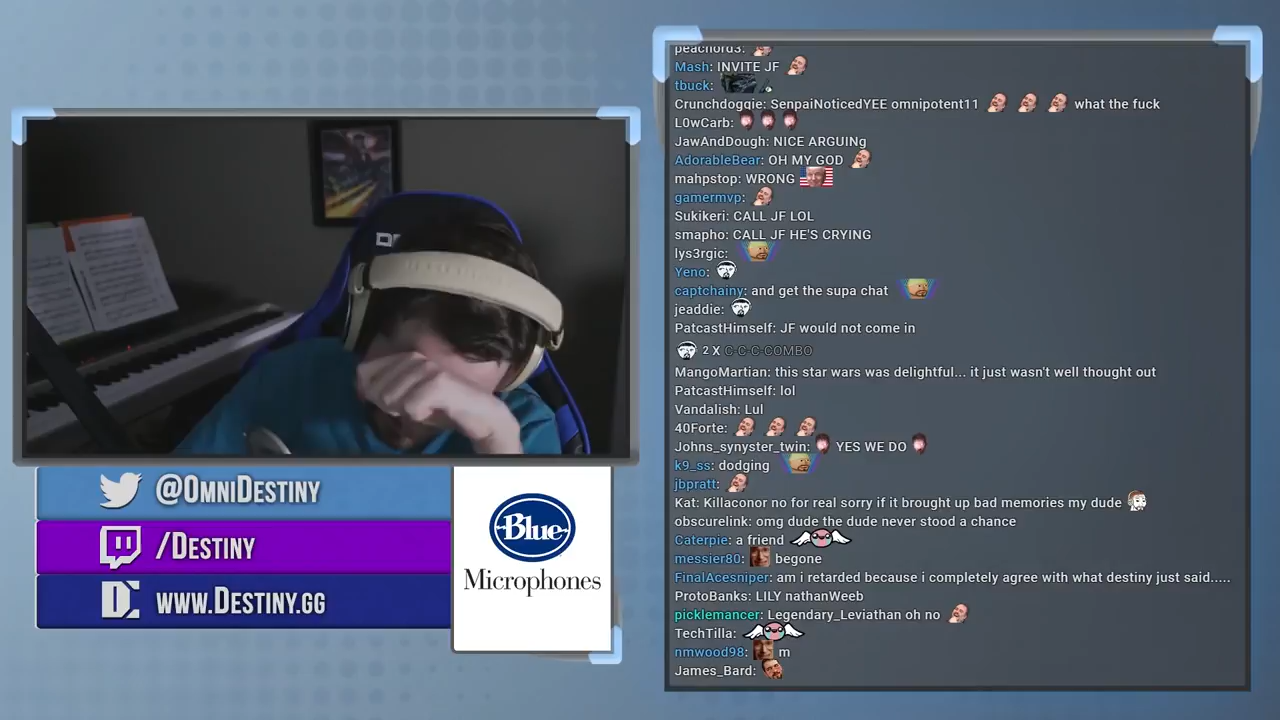 peachord3:
Mash: INVITE JF
tbuck:
Crunchdoggie: SenpaiNoticedYEE omnipotent11 what the fuck
L0wCarb:
JawAndDough: NICE ARGUINg
AdorableBear: OH MY GOD
mahpstop: WRONG
gamermvp:
Sukikeri: CALL JF LOL
smapho: CALL JF HE'S CRYING
lys3rgic:
Yeno:
captchainy: and get the supa chat
jeaddie:
PatcastHimself: JF would not come in
2 X C-C-C-COMBO
MangoMartian: this star wars was delightful... it just wasn't well thought out
PatcastHimself: lol
Vandalish: Lul
40Forte:
Johns_synyster_twin: YES WE DO
k9_ss: dodging
jbpratt:
Kat: Killaconor no for real sorry if it brought up bad memories my dude
obscurelink: omg dude the dude never stood a chance
Caterpie: a friend
messier80: begone
FinalAcesniper: am i retarded because i completely agree with what destiny just said.....
ProtoBanks: LILY nathanWeeb
picklemancer: Legendary_Leviathan oh no
TechTilla:
nmwood98: m
James_Bard:
@OmniDestiny
/Destiny
www.Destiny.gg
Blue
Microphones